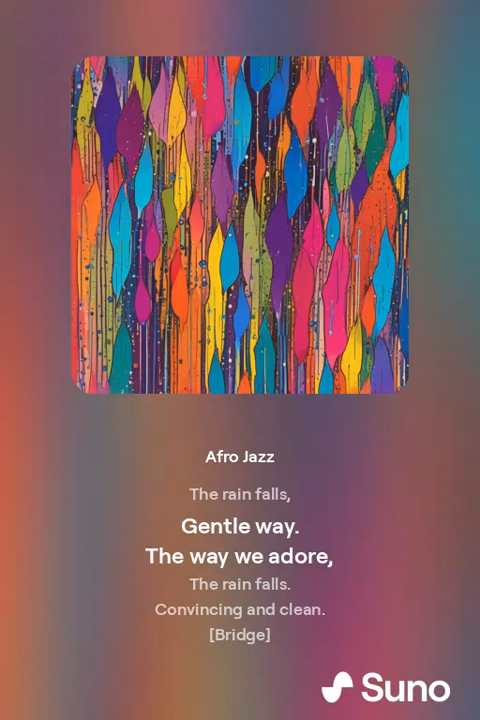 Afro Jazz
The rain falls,
Gentle way.
The way we adore,
The rain falls.
Convincing and clean.
[Bridge]
Suno